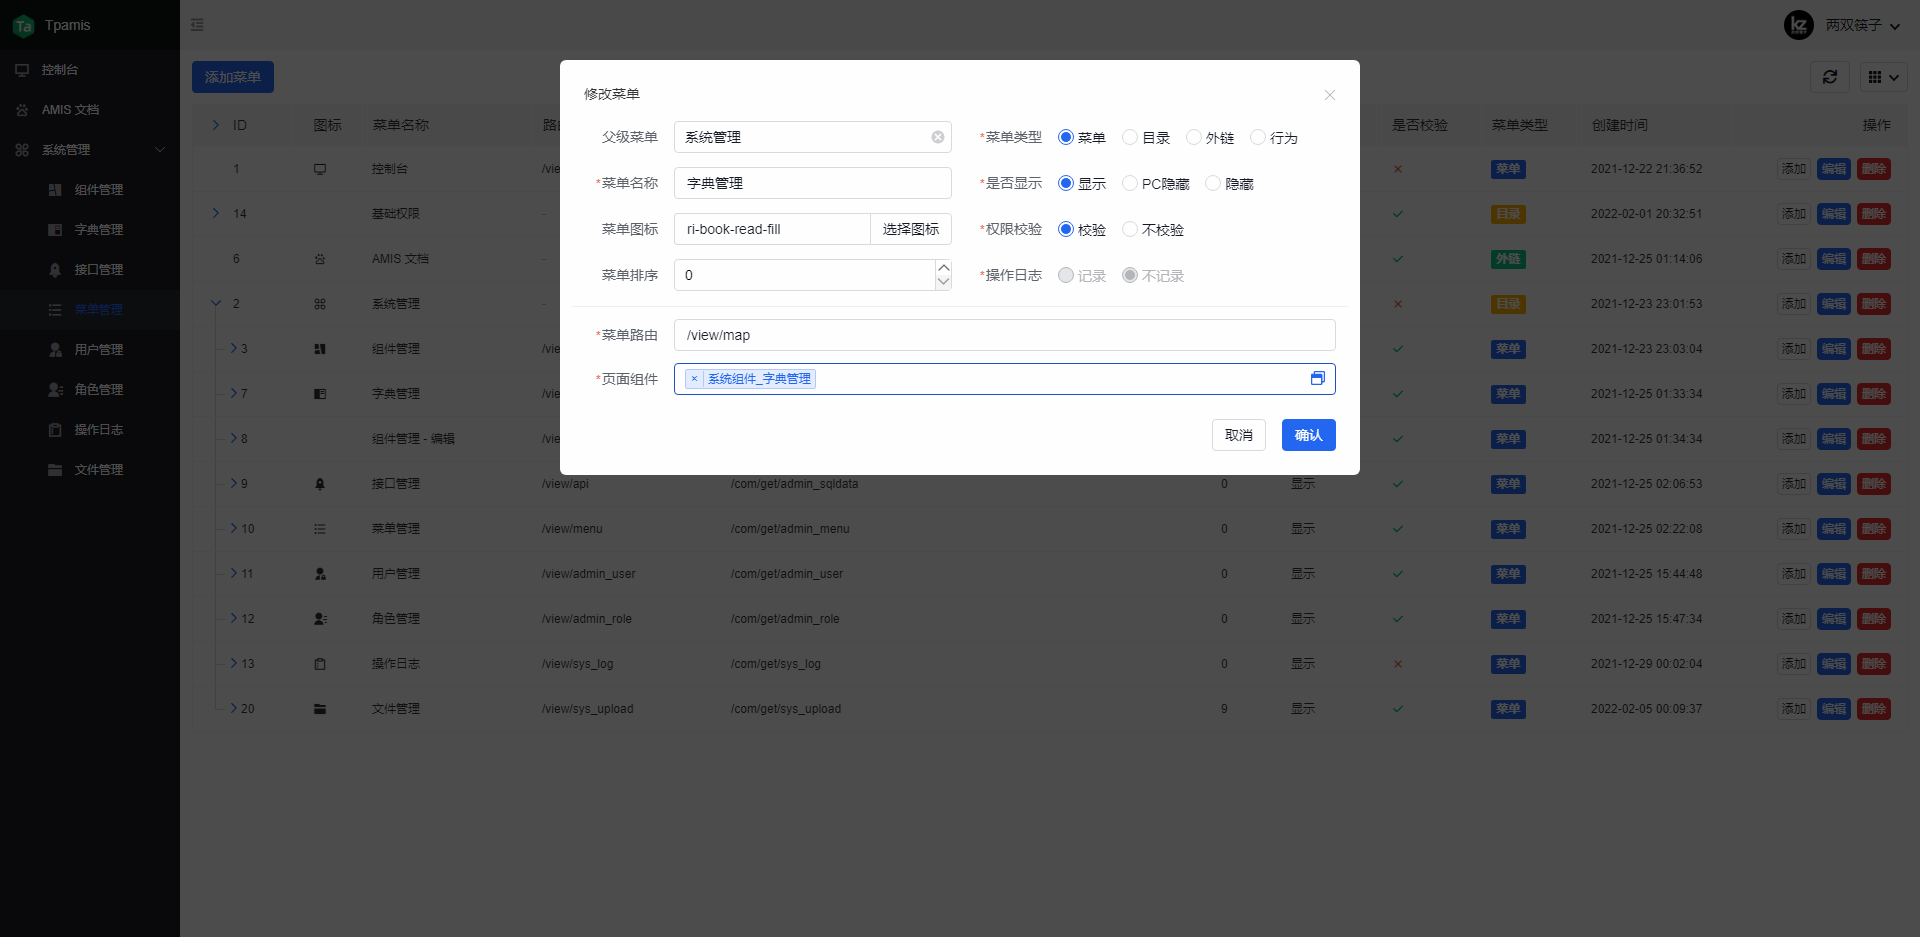 Ta Tpamis
两双筷子
控制台
AMIS 文档
系统管理
组件管理
字典管理
接口管理
菜单管理
用户管理
角色管理
操作日志
文件管理
添加菜单
ID 图标 菜单名称 路由 是否校验 菜单类型 创建时间 操作
1 控制台 /vie 菜单 2021-12-22 21:36:52 添加 编辑 删除
14 基础权限 - 目录 2022-02-01 20:32:51 添加 编辑 删除
6 AMIS 文档 - 外链 2021-12-25 01:14:06 添加 编辑 删除
2 系统管理 - 目录 2021-12-23 23:01:53 添加 编辑 删除
3 组件管理 /vie 菜单 2021-12-23 23:03:04 添加 编辑 删除
7 字典管理 /vie 菜单 2021-12-25 01:33:34 添加 编辑 删除
8 组件管理 - 编辑 /vie 菜单 2021-12-25 01:34:34 添加 编辑 删除
9 接口管理 /view/api /com/get/admin_sqldata 0 显示 菜单 2021-12-25 02:06:53 添加 编辑 删除
10 菜单管理 /view/menu /com/get/admin_menu 0 显示 菜单 2021-12-25 02:22:08 添加 编辑 删除
11 用户管理 /view/admin_user /com/get/admin_user 0 显示 菜单 2021-12-25 15:44:48 添加 编辑 删除
12 角色管理 /view/admin_role /com/get/admin_role 0 显示 菜单 2021-12-25 15:47:34 添加 编辑 删除
13 操作日志 /view/sys_log /com/get/sys_log 0 显示 菜单 2021-12-29 00:02:04 添加 编辑 删除
20 文件管理 /view/sys_upload /com/get/sys_upload 9 显示 菜单 2022-02-05 00:09:37 添加 编辑 删除
修改菜单
父级菜单 系统管理 *菜单类型 菜单 目录 外链 行为
*菜单名称 字典管理 *是否显示 显示 PC隐藏 隐藏
菜单图标 ri-book-read-fill 选择图标 *权限校验 校验 不校验
菜单排序 0 *操作日志 记录 不记录
*菜单路由 /view/map
*页面组件 × 系统组件_字典管理
取消 确认